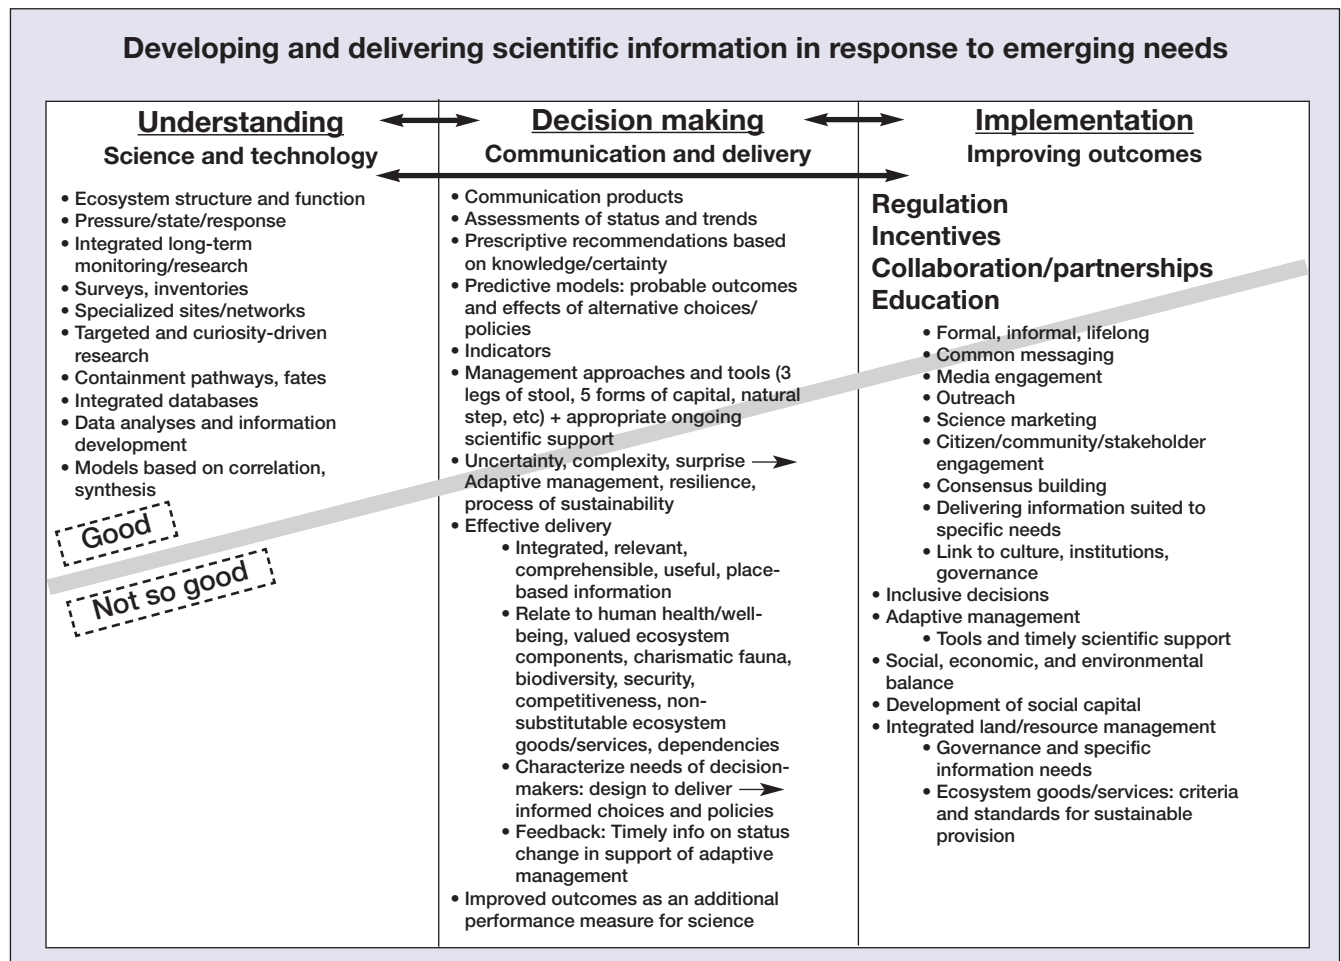 Developing and delivering scientific information in response to emerging needs
Understanding
Science and technology
• Ecosystem structure and function
• Pressure/state/response
• Integrated long-term
monitoring/research
• Surveys, inventories
• Specialized sites/networks
• Targeted and curiosity-driven
research
• Containment pathways, fates
• Integrated databases
• Data analyses and information
development
• Models based on correlation,
synthesis
Good
Not so good
Decision making
Communication and delivery
• Communication products
• Assessments of status and trends
• Prescriptive recommendations based
on knowledge/certainty
• Predictive models: probable outcomes
and effects of alternative choices/
policies
• Indicators
• Management approaches and tools (3
legs of stool, 5 forms of capital, natural
step, etc) + appropriate ongoing
scientific support
• Uncertainty, complexity, surprise →
Adaptive management, resilience,
process of sustainability
• Effective delivery
• Integrated, relevant,
comprehensible, useful, place-
based information
• Relate to human health/well-
being, valued ecosystem
components, charismatic fauna,
biodiversity, security,
competitiveness, non-
substitutable ecosystem
goods/services, dependencies
• Characterize needs of decision-
makers: design to deliver →
informed choices and policies
• Feedback: Timely info on status
change in support of adaptive
management
• Improved outcomes as an additional
performance measure for science
Implementation
Improving outcomes
Regulation
Incentives
Collaboration/partnerships
Education
• Formal, informal, lifelong
• Common messaging
• Media engagement
• Outreach
• Science marketing
• Citizen/community/stakeholder
engagement
• Consensus building
• Delivering information suited to
specific needs
• Link to culture, institutions,
governance
• Inclusive decisions
• Adaptive management
• Tools and timely scientific support
• Social, economic, and environmental
balance
• Development of social capital
• Integrated land/resource management
• Governance and specific
information needs
• Ecosystem goods/services: criteria
and standards for sustainable
provision